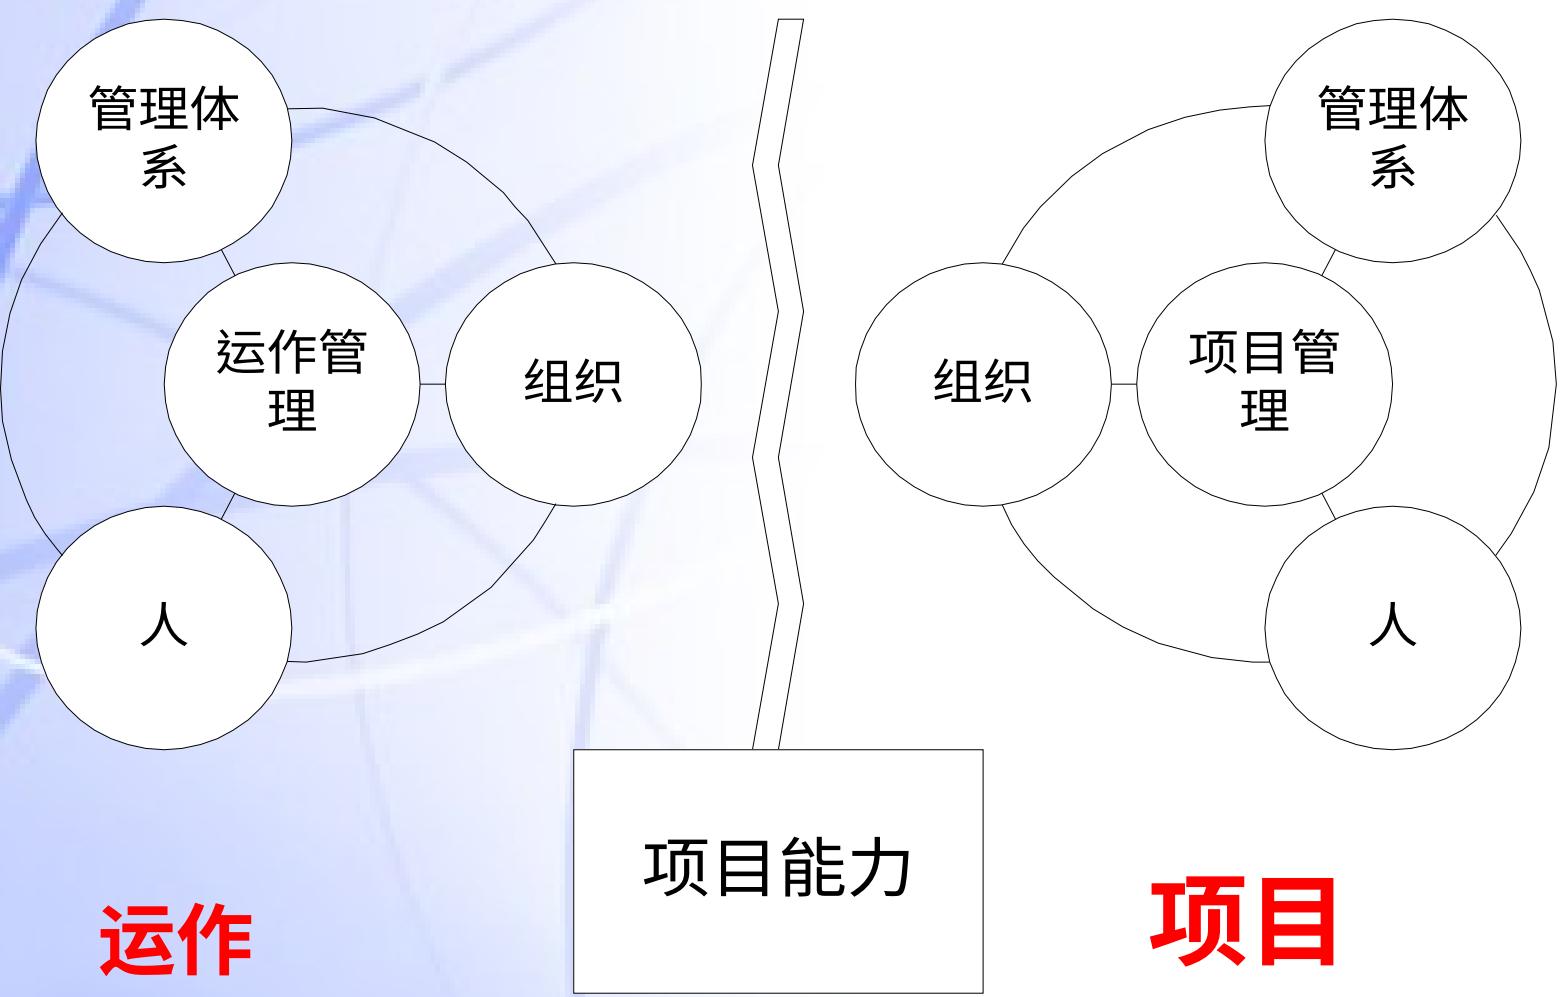 管理体
系
运作管
理
组织
人
管理体
系
组织
项目管
理
人
项目能力
运作
项目